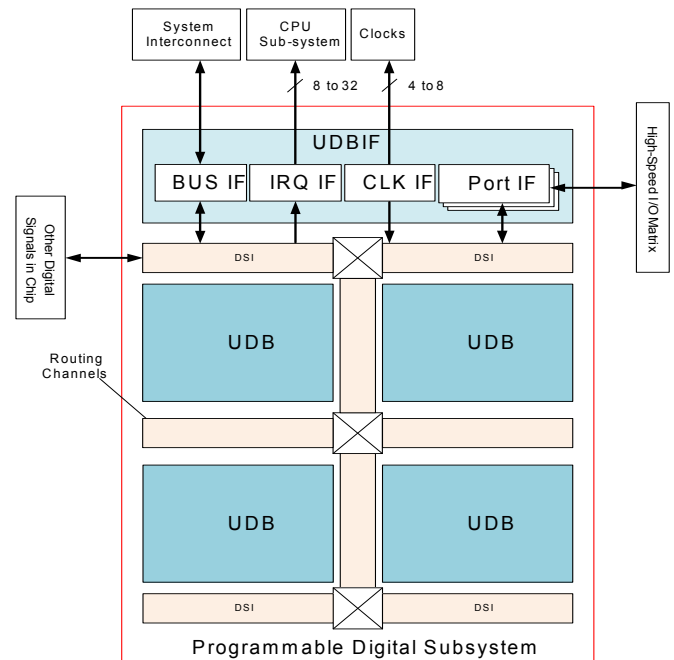 System
Interconnect
CPU
Sub-system
Clocks
8 to 32
4 to 8
UDBIF
BUS IF
IRQ IF
CLK IF
Port IF
High-Speed I/O Matrix
Other Digital
Signals in Chip
DSI
DSI
UDB
UDB
Routing
Channels
UDB
UDB
DSI
DSI
Programmable Digital Subsystem